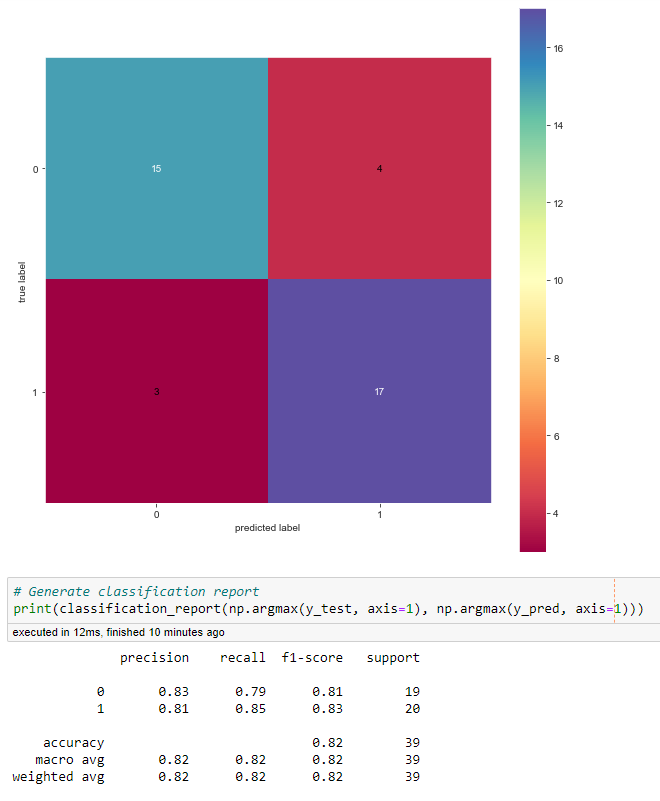 16
15
4
14
0
12
true label
10
8
3
17
1
6
4
0
1
predicted label
# Generate classification report
print(classification_report(np.argmax(y_test, axis=1), np.argmax(y_pred, axis=1)))
executed in 12ms, finished 10 minutes ago
precision recall f1-score support
0 0.83 0.79 0.81 19
1 0.81 0.85 0.83 20
accuracy 0.82 39
macro avg 0.82 0.82 0.82 39
weighted avg 0.82 0.82 0.82 39